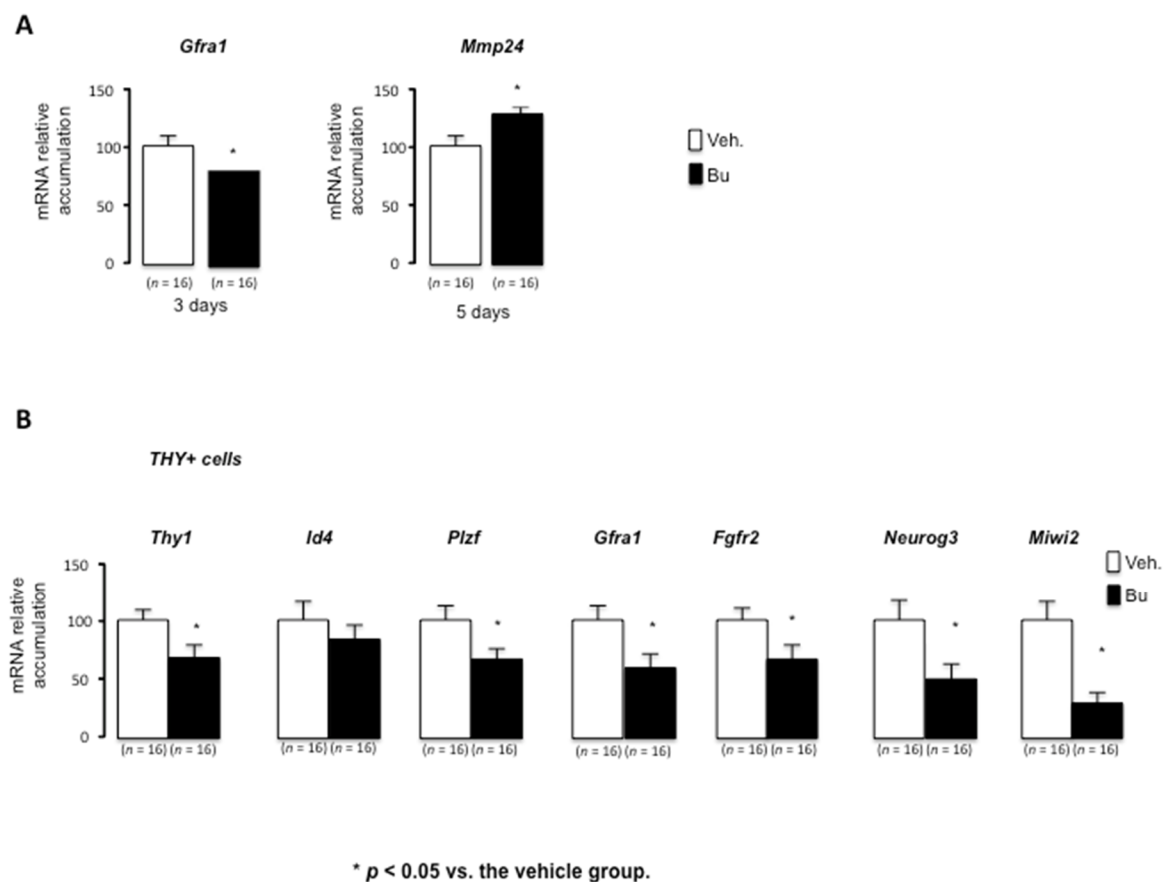 A
Gfra1
Mmp24
mRNA relative
accumulation
150
100
50
0
*
(n = 16) (n = 16)
3 days
mRNA relative
accumulation
150
100
50
0
*
(n = 16) (n = 16)
5 days
Veh.
Bu
B
THY+ cells
Thy1
Id4
Plzf
Gfra1
Fgfr2
Neurog3
Miwi2
mRNA relative
accumulation
150
100
50
0
*
*
*
*
*
*
Veh.
Bu
(n = 16) (n = 16)
(n = 16) (n = 16)
(n = 16) (n = 16)
(n = 16) (n = 16)
(n = 16) (n = 16)
(n = 16) (n = 16)
(n = 16) (n = 16)
* p < 0.05 vs. the vehicle group.